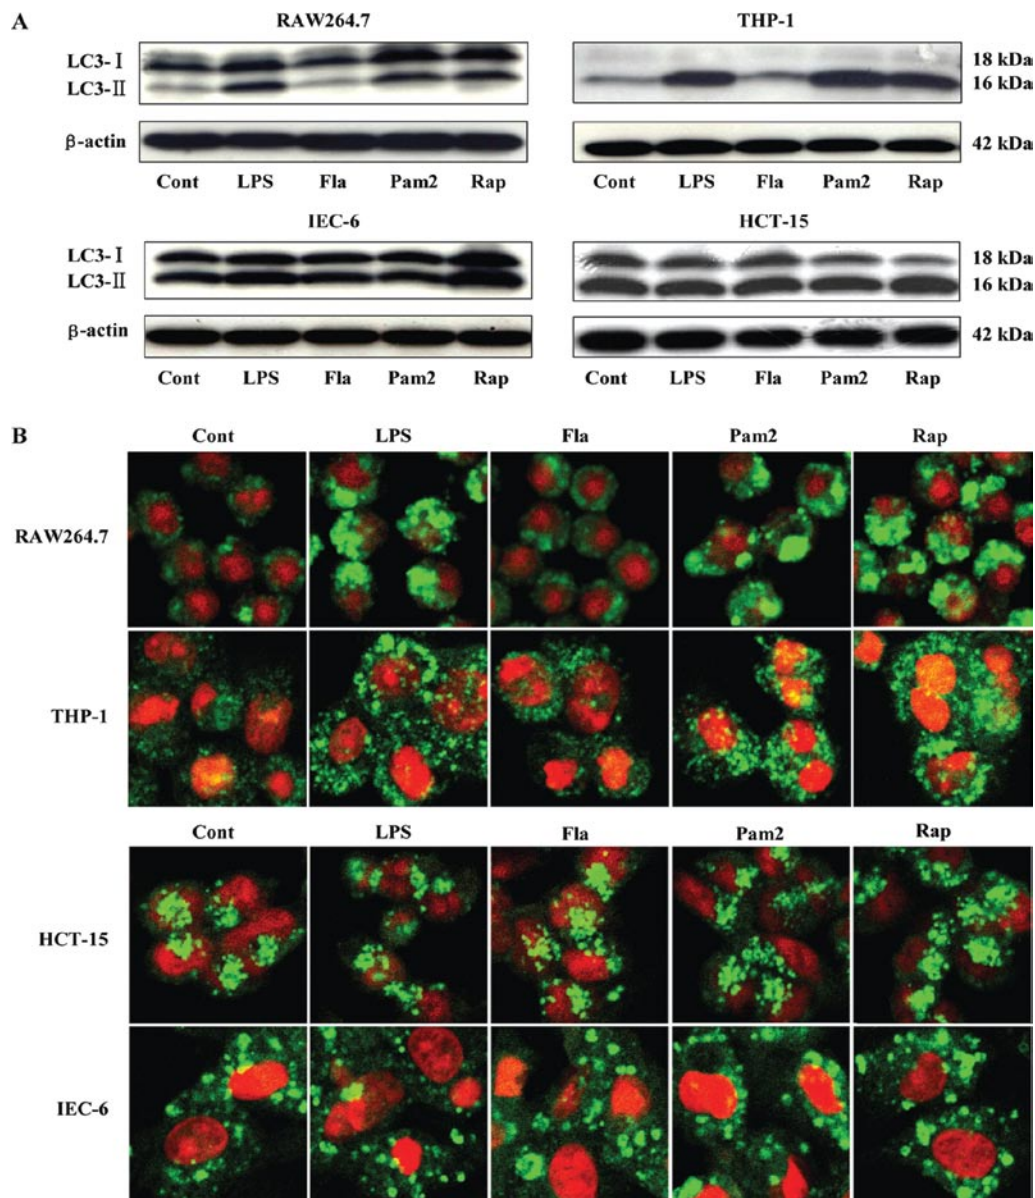 A
RAW264.7 THP-1
LC3-Ⅰ 18 kDa
LC3-Ⅱ 16 kDa
β-actin 42 kDa
Cont LPS Fla Pam2 Rap Cont LPS Fla Pam2 Rap
IEC-6 HCT-15
LC3-Ⅰ 18 kDa
LC3-Ⅱ 16 kDa
β-actin 42 kDa
Cont LPS Fla Pam2 Rap Cont LPS Fla Pam2 Rap
B
Cont LPS Fla Pam2 Rap
RAW264.7
THP-1
Cont LPS Fla Pam2 Rap
HCT-15
IEC-6